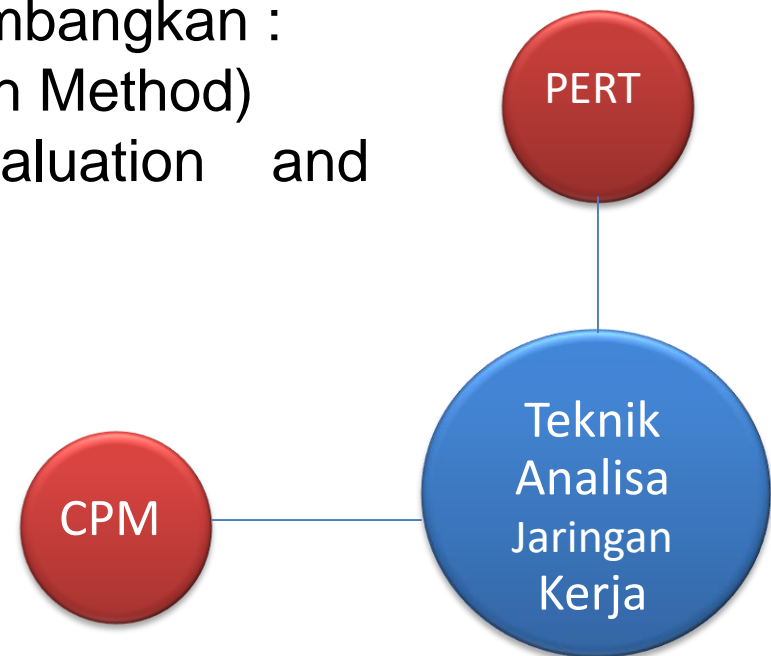 mbangkan :
n Method)
aluation and
PERT
CPM
Teknik
Analisa
Jaringan
Kerja